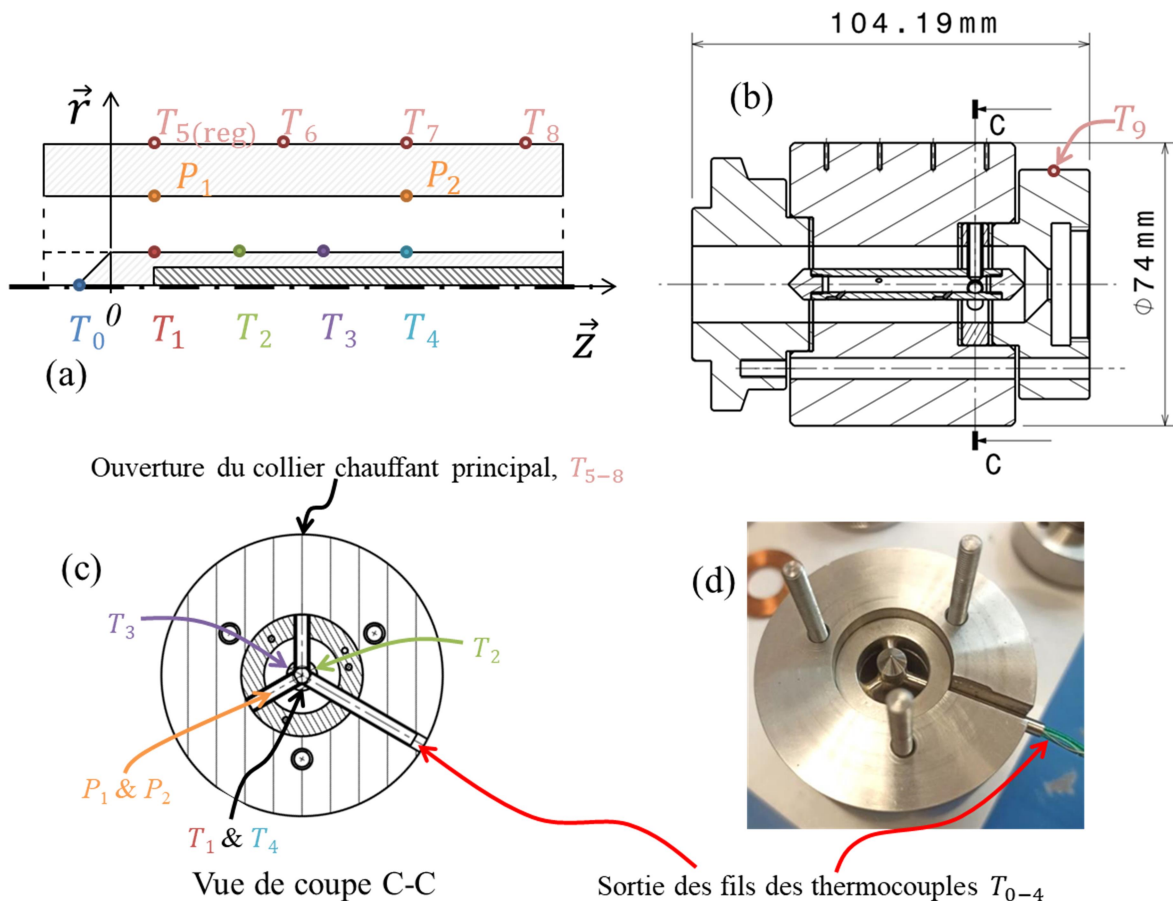 (a)
r⃗
T₅(reg)
T₆
T₇
T₈
P₁
P₂
0
T₀
T₁
T₂
T₃
T₄
z⃗
(b)
104.19mm
C
T₉
⌀74mm
C
Ouverture du collier chauffant principal, T₅₋₈
(c)
T₃
T₂
P₁ & P₂
T₁ & T₄
Vue de coupe C-C
(d)
Sortie des fils des thermocouples T₀₋₄